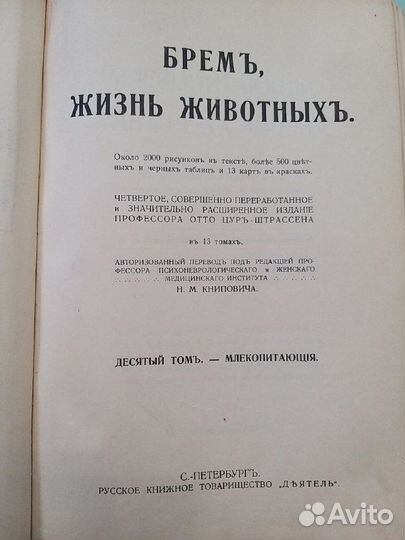 БРЕМЪ,
ЖИЗНЬ ЖИВОТНЫХЪ.
Около 2000 рисунковъ въ текстѣ, болѣе 500 цвѣт-
ныхъ и черныхъ таблицъ и 13 картъ въ краскахъ.
ЧЕТВЕРТОЕ, СОВЕРШЕННО ПЕРЕРАБОТАННОЕ
и ЗНАЧИТЕЛЬНО РАСШИРЕННОЕ ИЗДАНІЕ
ПРОФЕССОРА ОТТО ЦУРЪ-ШТРАССЕНА
въ 13 томахъ.
АВТОРИЗОВАННЫЙ ПЕРЕВОДЪ ПОДЪ РЕДАКЦІЕЙ ПРО-
ФЕССОРА ПСИХОНЕВРОЛОГИЧЕСКАГО и ЖЕНСКАГО
МЕДИЦИНСКАГО ИНСТИТУТА
Н. М. КНИПОВИЧА.
ДЕСЯТЫЙ ТОМЪ. — МЛЕКОПИТАЮЩІЯ.
С.-ПЕТЕРБУРГЪ.
РУССКОЕ КНИЖНОЕ ТОВАРИЩЕСТВО „ДѢЯТЕЛЬ“.
Avito